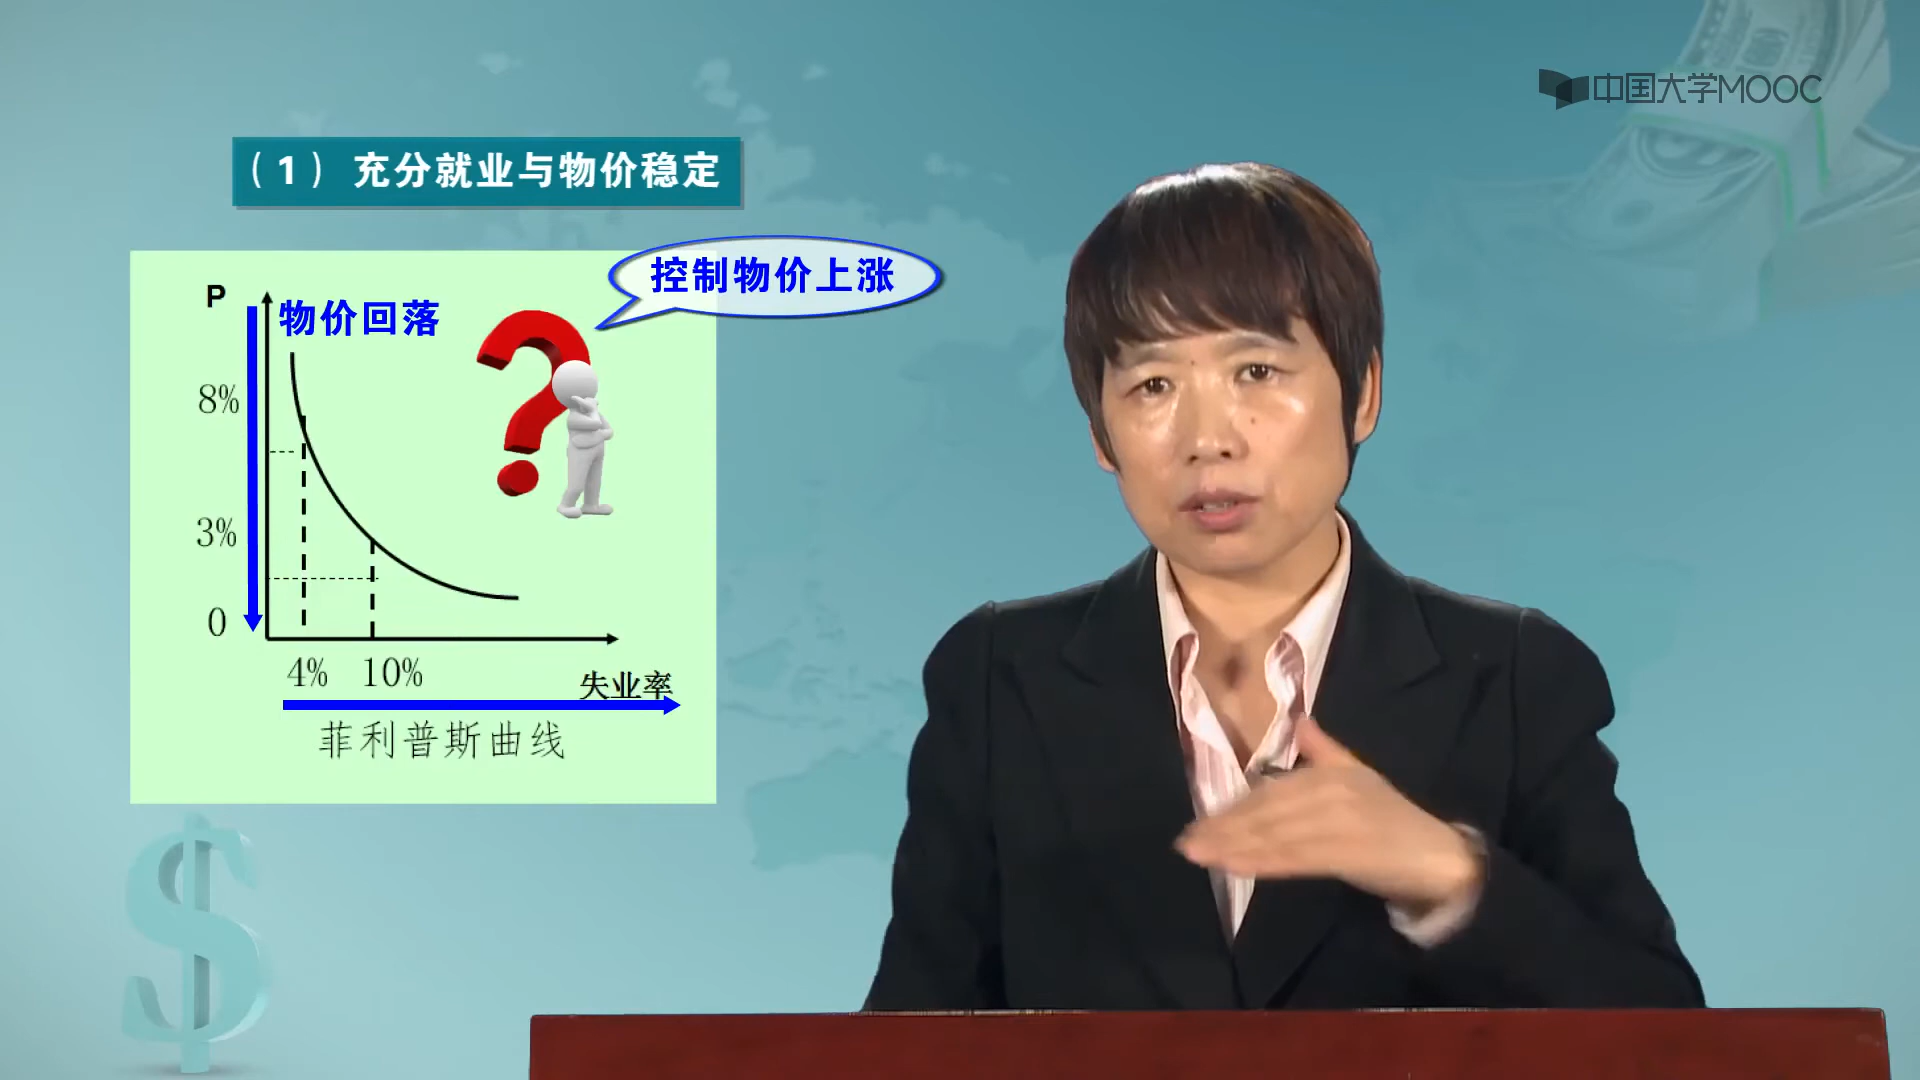 中国大学MOOC
（1） 充分就业与物价稳定
控制物价上涨
P
物价回落
8%
3%
0
4% 10%
失业率
菲利普斯曲线